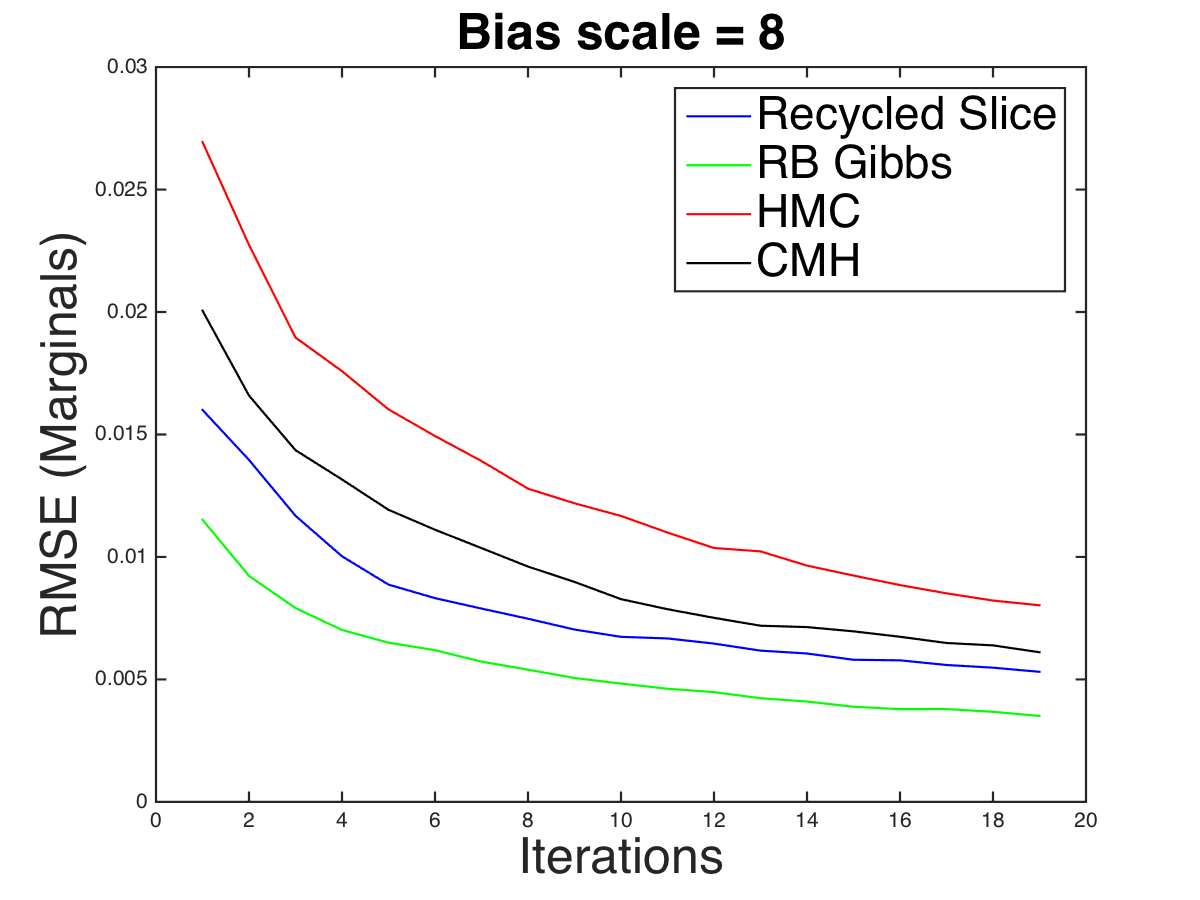 Bias scale = 8
0.03
0.025
0.02
0.015
0.01
0.005
0
RMSE (Marginals)
Recycled Slice
RB Gibbs
HMC
CMH
0 2 4 6 8 10 12 14 16 18 20
Iterations